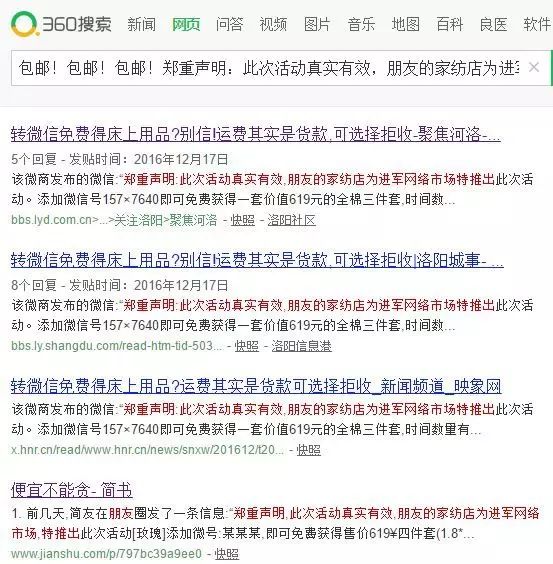 360搜索 新闻 网页 问答 视频 图片 音乐 地图 百科 良医 软件
包邮！包邮！包邮！郑重声明：此次活动真实有效，朋友的家纺店为进军
转微信免费得床上用品?别信!运费其实是货款,可选择拒收-聚焦河洛-...
5个回复 - 发贴时间：2016年12月17日
该微商发布的微信:“郑重声明:此次活动真实有效,朋友的家纺店为进军网络市场特推出此次活
动。添加微信号157×7640即可免费获得一套价值619元的全棉三件套,时间数...
bbs.lyd.com.cn>...>关注洛阳>聚焦河洛 - 快照 - 洛阳社区
转微信免费得床上用品?别信!运费其实是货款,可选择拒收|洛阳城事- ...
8个回复 - 发贴时间：2016年12月17日
该微商发布的微信:“郑重声明:此次活动真实有效,朋友的家纺店为进军网络市场特推出此次活
动。添加微信号157×7640即可免费获得一套价值619元的全棉三件套,时间数...
bbs.ly.shangdu.com/read-htm-tid-503... - 快照 - 洛阳信息港
转微信免费得床上用品?运费其实是货款可选择拒收_新闻频道_映象网
该微商发布的微信:“郑重声明:此次活动真实有效,朋友的家纺店为进军网络市场特推出此次活
动。添加微信号157×7640即可免费获得一套价值619元的全棉三件套,时间数量有...
x.hnr.cn/read/www.hnr.cn/news/snxw/201612/t20... - 快照
便宜不能贪- 简书
1. 前几天,简友在朋友圈发了一条信息:“郑重声明,此次活动真实有效,朋友的家纺店为进军网络
市场,特推出此次活动[玫瑰]添加微号:某某某,即可免费获得售价619¥四件套(1.8*...
www.jianshu.com/p/797bc39a9ee0 - 快照